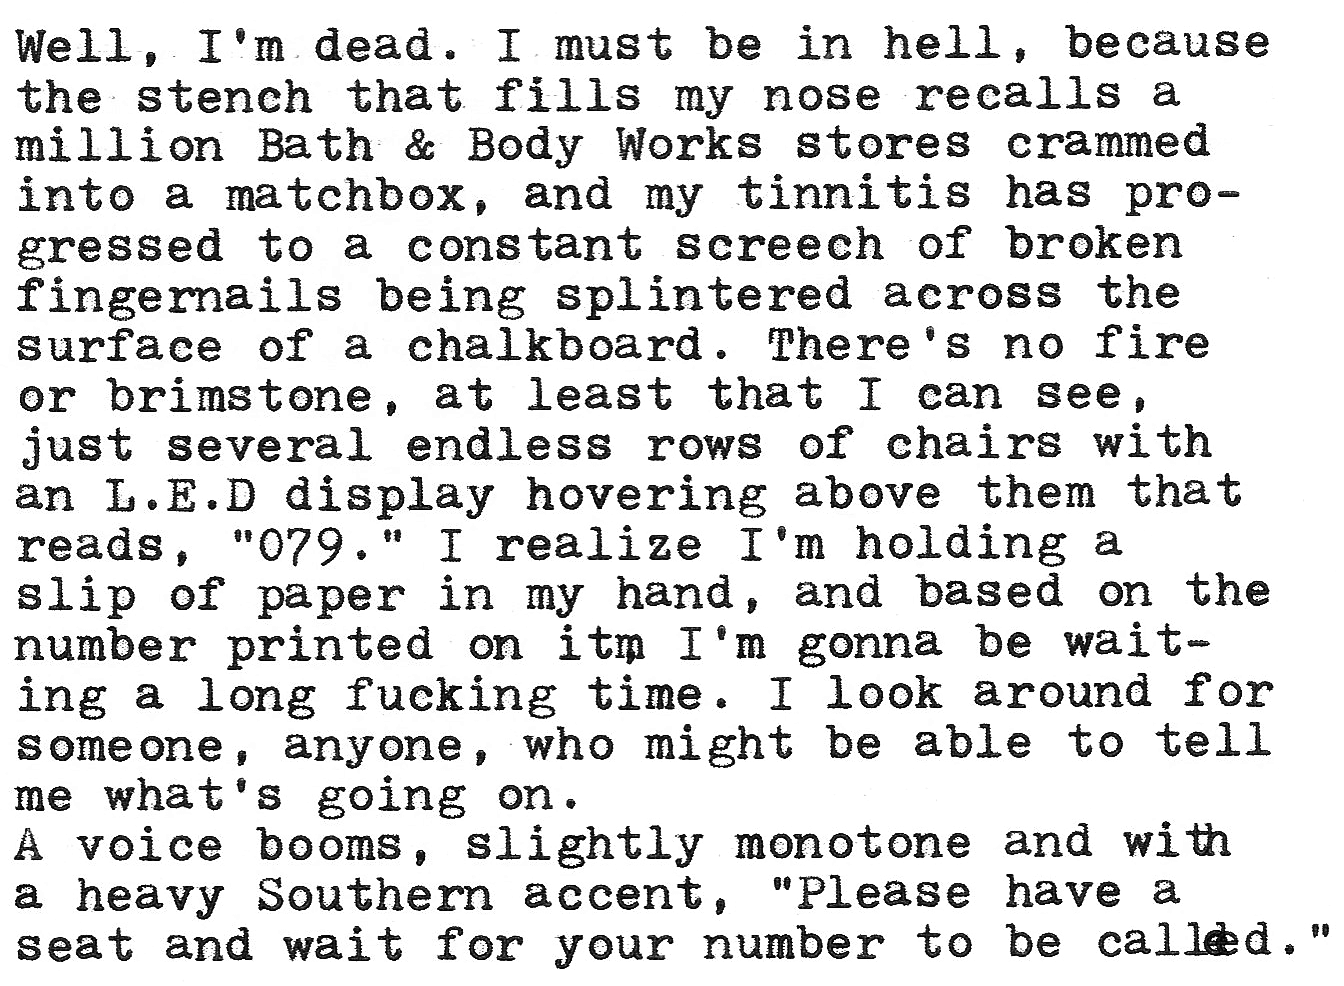 Well, I'm dead. I must be in hell, because
the stench that fills my nose recalls a
million Bath & Body Works stores crammed
into a matchbox, and my tinnitis has pro-
gressed to a constant screech of broken
fingernails being splintered across the
surface of a chalkboard. There's no fire
or brimstone, at least that I can see,
just several endless rows of chairs with
an L.E.D display hovering above them that
reads, "079." I realize I'm holding a
slip of paper in my hand, and based on the
number printed on it, I'm gonna be wait-
ing a long fucking time. I look around for
someone, anyone, who might be able to tell
me what's going on.
A voice booms, slightly monotone and with
a heavy Southern accent, "Please have a
seat and wait for your number to be called."